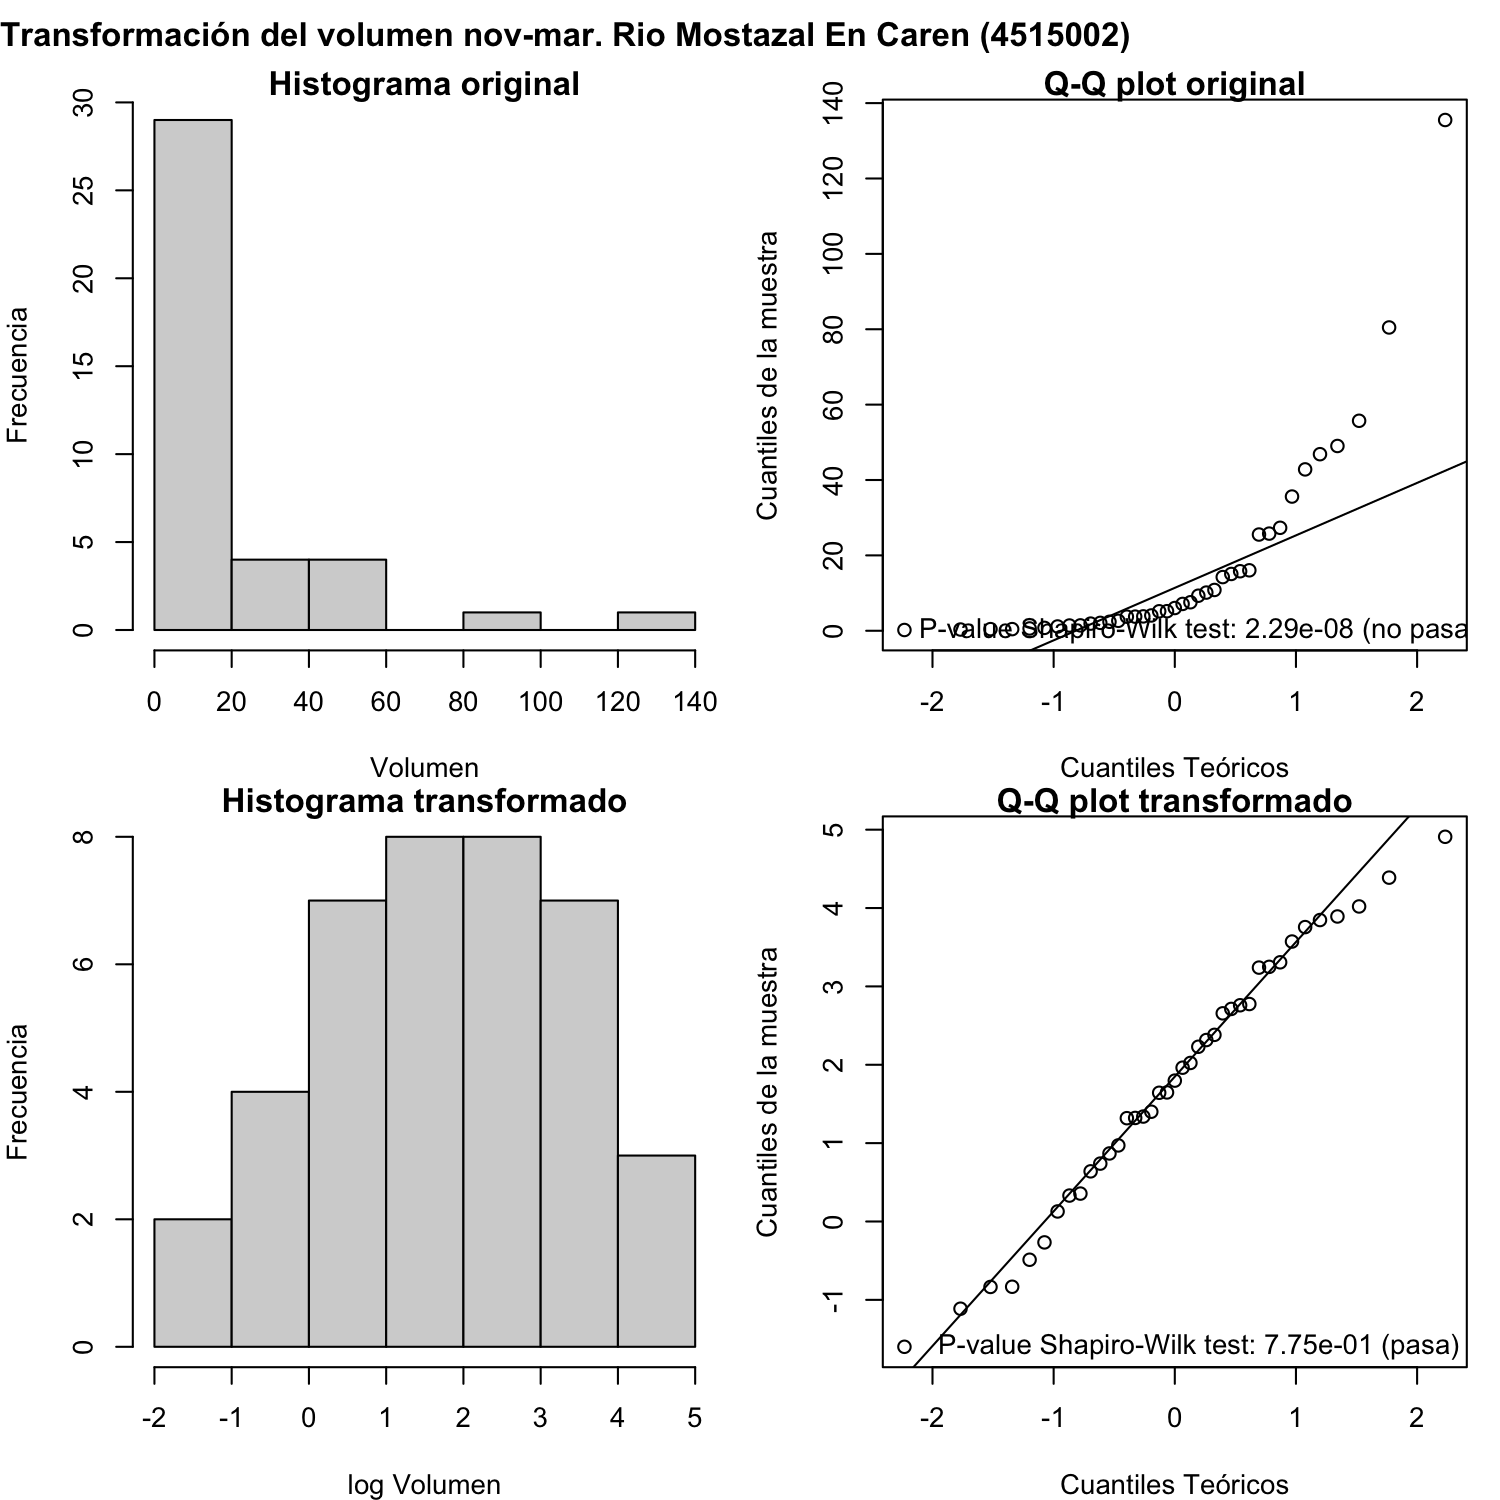 Transformación del volumen nov-mar. Rio Mostazal En Caren (4515002)
Histograma original
Frecuencia
30
25
20
15
10
5
0
0 20 40 60 80 100 120 140
Volumen
Q-Q plot original
Cuantiles de la muestra
140
120
100
80
60
40
20
0
P-value Shapiro-Wilk test: 2.29e-08 (no pasa
-2 -1 0 1 2
Cuantiles Teóricos
Histograma transformado
Frecuencia
8
6
4
2
0
-2 -1 0 1 2 3 4 5
log Volumen
Q-Q plot transformado
Cuantiles de la muestra
5
4
3
2
1
0
-1
P-value Shapiro-Wilk test: 7.75e-01 (pasa)
-2 -1 0 1 2
Cuantiles Teóricos